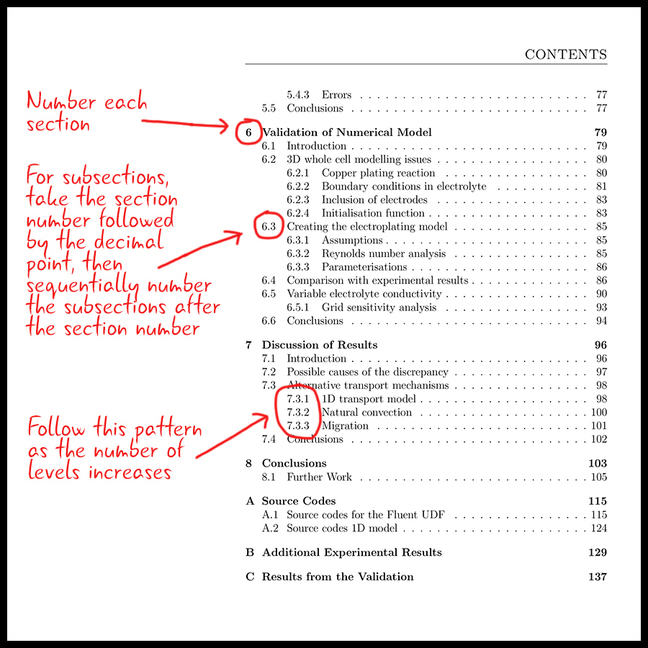 CONTENTS
5.4.3 Errors . . . . . . . . . . . . . . . . . . . . . . . . . . . . 77
5.5 Conclusions . . . . . . . . . . . . . . . . . . . . . . . . . . . . 77
Number each
section
6 Validation of Numerical Model 79
6.1 Introduction . . . . . . . . . . . . . . . . . . . . . . . . . . . . 79
6.2 3D whole cell modelling issues . . . . . . . . . . . . . . . . . . 80
6.2.1 Copper plating reaction . . . . . . . . . . . . . . . . . . 80
6.2.2 Boundary conditions in electrolyte . . . . . . . . . . . . 81
6.2.3 Inclusion of electrodes . . . . . . . . . . . . . . . . . . 83
6.2.4 Initialisation function . . . . . . . . . . . . . . . . . . . 83
For subsections,
take the section
number followed
by the decimal
point, then
sequentially number
the subsections after
the section number
6.3 Creating the electroplating model . . . . . . . . . . . . . . . . 85
6.3.1 Assumptions . . . . . . . . . . . . . . . . . . . . . . . . 85
6.3.2 Reynolds number analysis . . . . . . . . . . . . . . . . . 85
6.3.3 Parameterisations . . . . . . . . . . . . . . . . . . . . . 86
6.4 Comparison with experimental results . . . . . . . . . . . . . . 86
6.5 Variable electrolyte conductivity . . . . . . . . . . . . . . . . . 90
6.5.1 Grid sensitivity analysis . . . . . . . . . . . . . . . . . . 93
6.6 Conclusions . . . . . . . . . . . . . . . . . . . . . . . . . . . . 94
7 Discussion of Results 96
7.1 Introduction . . . . . . . . . . . . . . . . . . . . . . . . . . . . 96
7.2 Possible causes of the discrepancy . . . . . . . . . . . . . . . . 97
7.3 Alternative transport mechanisms . . . . . . . . . . . . . . . . 98
7.3.1 1D transport model . . . . . . . . . . . . . . . . . . . . 98
7.3.2 Natural convection . . . . . . . . . . . . . . . . . . . . 100
7.3.3 Migration . . . . . . . . . . . . . . . . . . . . . . . . . 101
7.4 Conclusions . . . . . . . . . . . . . . . . . . . . . . . . . . . . 102
Follow this pattern
as the number of
levels increases
8 Conclusions 103
8.1 Further Work . . . . . . . . . . . . . . . . . . . . . . . . . . . 105
A Source Codes 115
A.1 Source codes for the Fluent UDF . . . . . . . . . . . . . . . . 115
A.2 Source codes 1D model . . . . . . . . . . . . . . . . . . . . . . 124
B Additional Experimental Results 129
C Results from the Validation 137